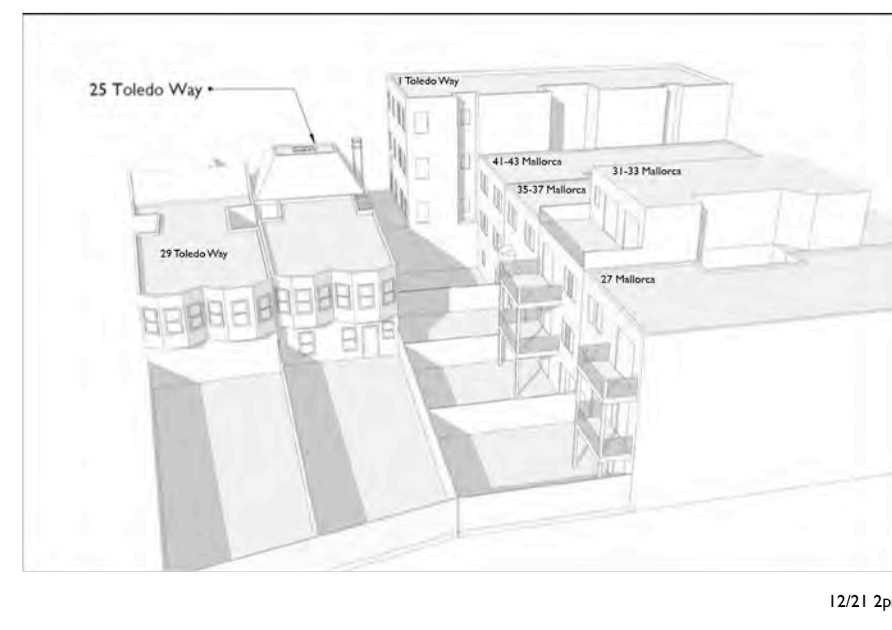 25 Toledo Way
1 Toledo Way
41-43 Mallorca
31-33 Mallorca
35-37 Mallorca
29 Toledo Way
27 Mallorca
12/21 2p